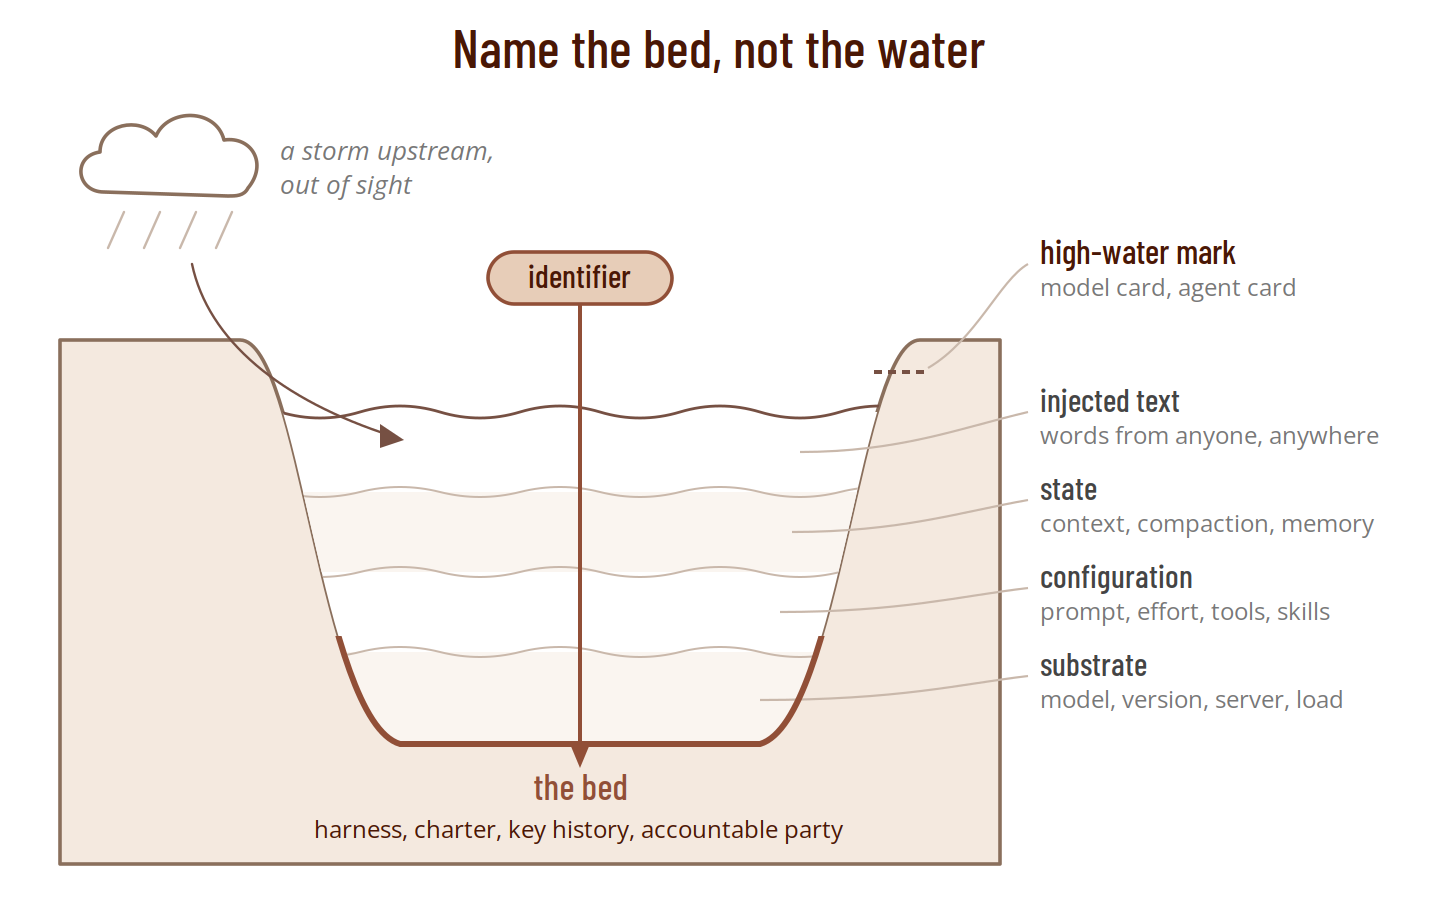 Name the bed, not the water
a storm upstream,
out of sight
identifier
high-water mark
model card, agent card
injected text
words from anyone, anywhere
state
context, compaction, memory
configuration
prompt, effort, tools, skills
substrate
model, version, server, load
the bed
harness, charter, key history, accountable party